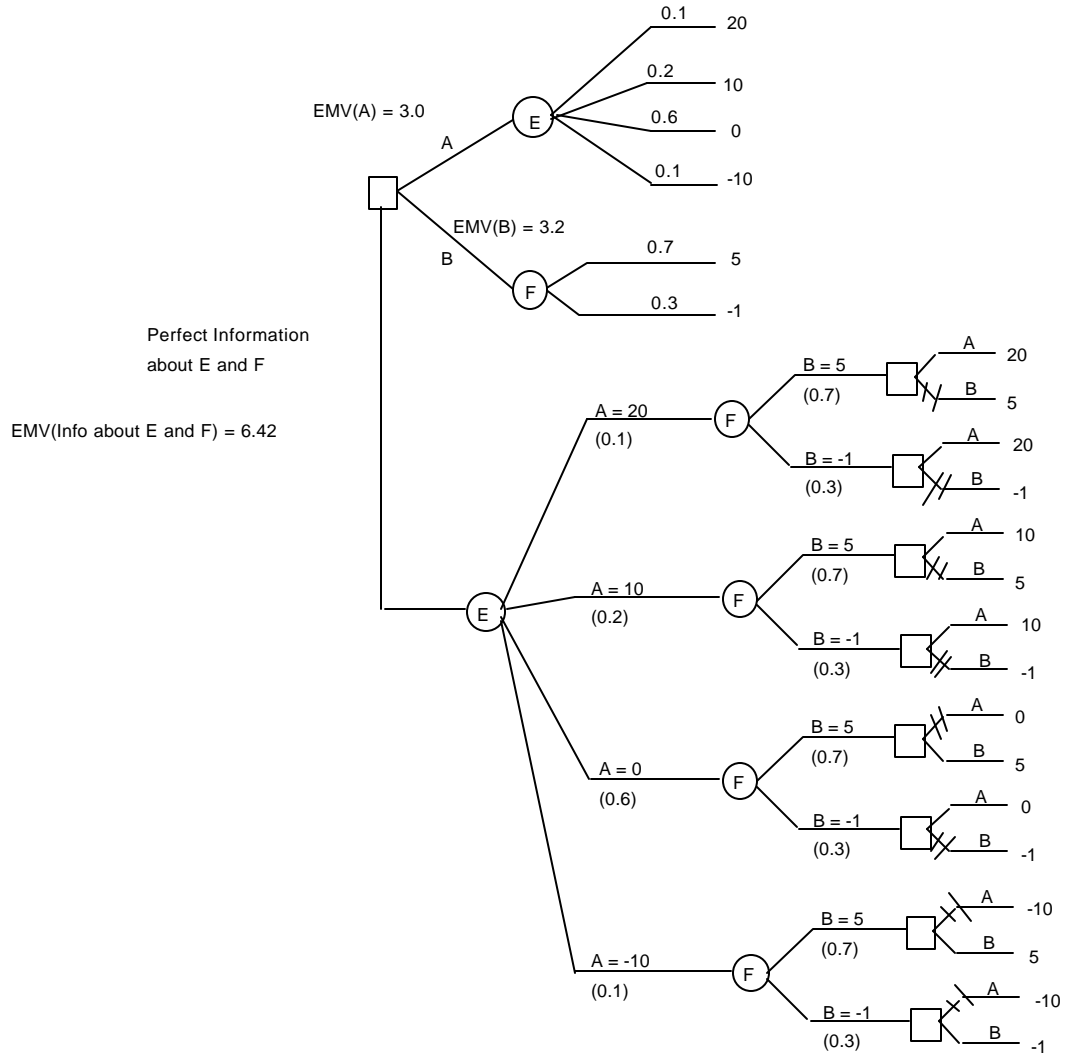 0.1
20
0.2
10
EMV(A) = 3.0
E
0.6
0
A
0.1
-10
EMV(B) = 3.2
B
0.7
5
F
0.3
-1
Perfect Information
about E and F
EMV(Info about E and F) = 6.42
E
A = 20
(0.1)
F
B = 5
(0.7)
A
20
B
5
B = -1
(0.3)
A
20
B
-1
A = 10
(0.2)
F
B = 5
(0.7)
A
10
B
5
B = -1
(0.3)
A
10
B
-1
A = 0
(0.6)
F
B = 5
(0.7)
A
0
B
5
B = -1
(0.3)
A
0
B
-1
A = -10
(0.1)
F
B = 5
(0.7)
A
-10
B
5
B = -1
(0.3)
A
-10
B
-1